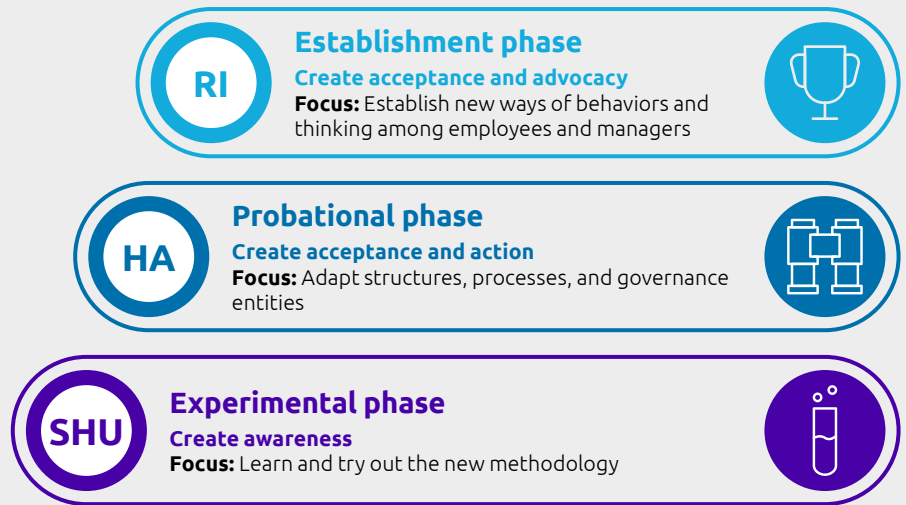 RI
Establishment phase
Create acceptance and advocacy
Focus: Establish new ways of behaviors and
thinking among employees and managers
HA
Probational phase
Create acceptance and action
Focus: Adapt structures, processes, and governance
entities
SHU
Experimental phase
Create awareness
Focus: Learn and try out the new methodology